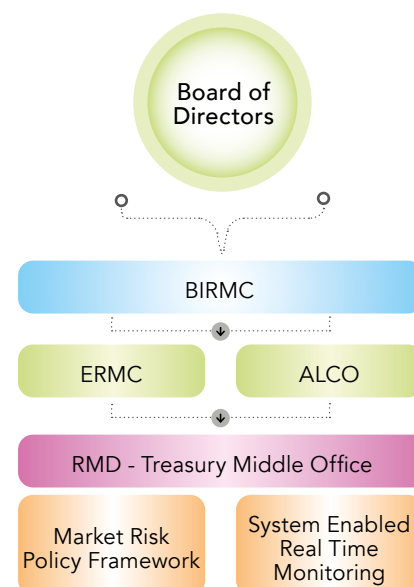 Board of
Directors
BIRMC
ERMC
ALCO
RMD - Treasury Middle Office
Market Risk
Policy Framework
System Enabled
Real Time
Monitoring